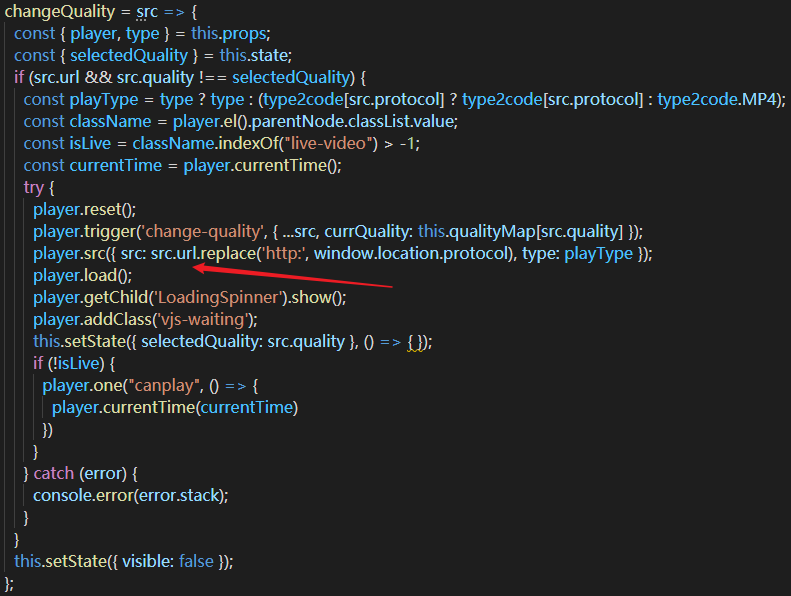 changeQuality = src => {
const { player, type } = this.props;
const { selectedQuality } = this.state;
if (src.url && src.quality !== selectedQuality) {
const playType = type ? type : (type2code[src.protocol] ? type2code[src.protocol] : type2code.MP4);
const className = player.el().parentNode.classList.value;
const isLive = className.indexOf("live-video") > -1;
const currentTime = player.currentTime();
try {
player.reset();
player.trigger('change-quality', { ...src, currQuality: this.qualityMap[src.quality] });
player.src({ src: src.url.replace('http:', window.location.protocol), type: playType });
player.load();
player.getChild('LoadingSpinner').show();
player.addClass('vjs-waiting');
this.setState({ selectedQuality: src.quality }, () => { });
if (!isLive) {
player.one("canplay", () => {
player.currentTime(currentTime)
})
}
} catch (error) {
console.error(error.stack);
}
}
this.setState({ visible: false });
};